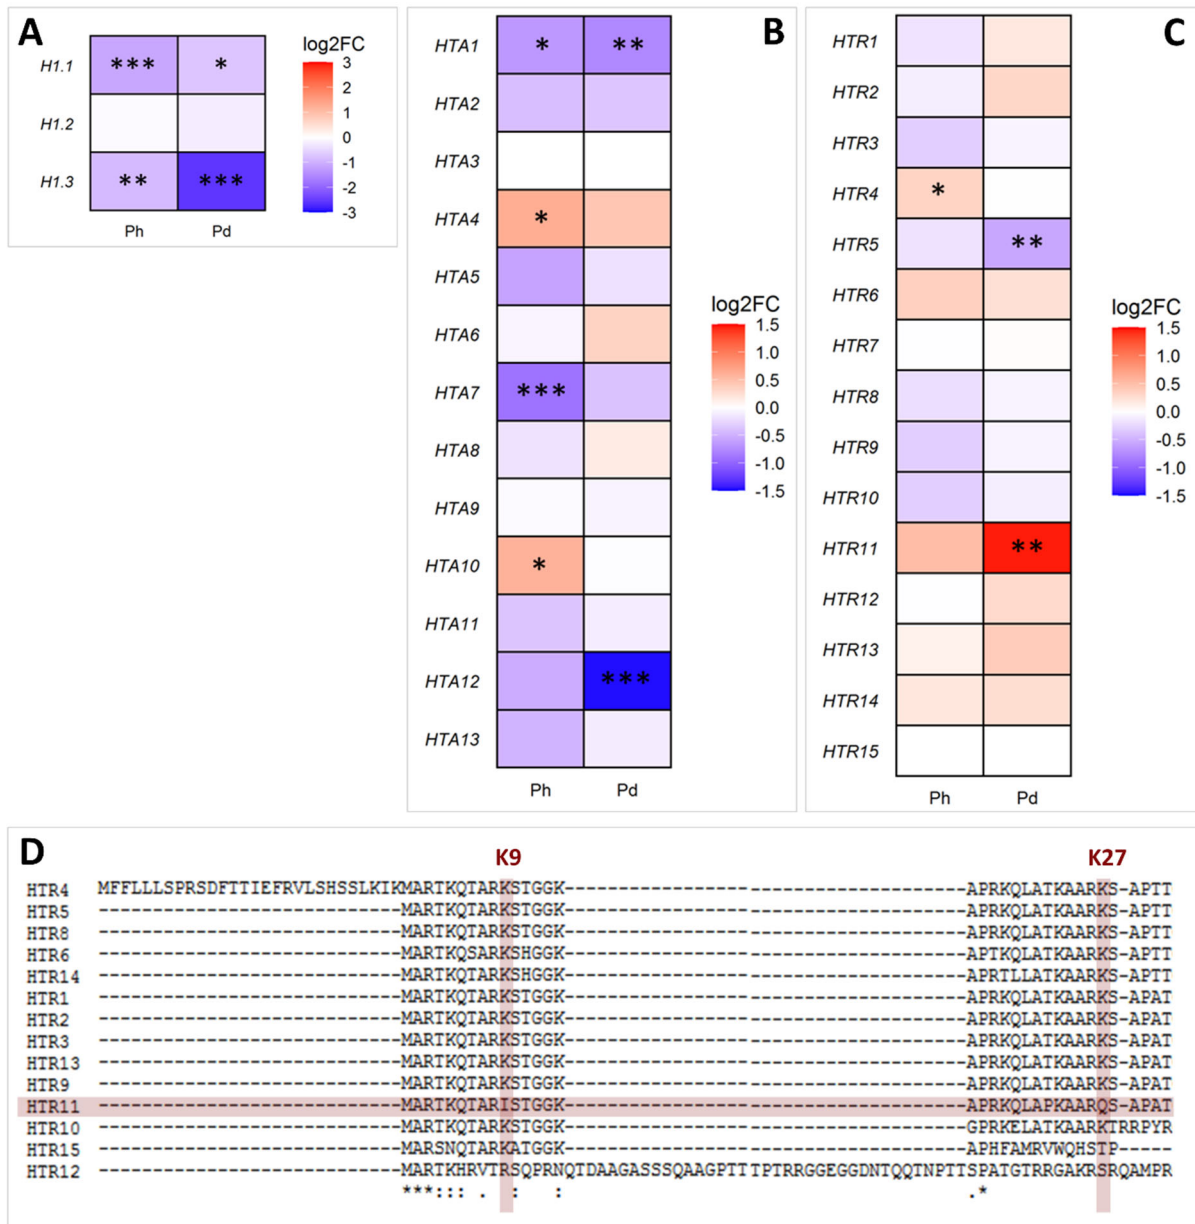 A
log2FC
3
2
1
0
-1
-2
-3
H1.1 *** *
H1.2
H1.3 ** ***
Ph Pd
B
HTA1 * **
HTA2
HTA3
HTA4 *
HTA5
HTA6
HTA7 ***
HTA8
HTA9
HTA10 *
HTA11
HTA12 ***
HTA13
Ph Pd
log2FC
1.5
1.0
0.5
0.0
-0.5
-1.0
-1.5
C
HTR1
HTR2
HTR3
HTR4 *
HTR5 **
HTR6
HTR7
HTR8
HTR9
HTR10
HTR11 **
HTR12
HTR13
HTR14
HTR15
Ph Pd
log2FC
1.5
1.0
0.5
0.0
-0.5
-1.0
-1.5
D
K9 K27
HTR4 MFFLLLSPRSDFTTIEFRVLSHSSLKIKMARTKQTARKSTGGK-------------------------------------APRKQLATKAARKS-APTT
HTR5 ----------------------------MARTKQTARKSTGGK-------------------------------------APRKQLATKAARKS-APTT
HTR8 ----------------------------MARTKQTARKSTGGK-------------------------------------APRKQLATKAARKS-APTT
HTR6 ----------------------------MARTKQSARKSHGGK-------------------------------------APTKQLATKAARKS-APTT
HTR14 ----------------------------MARTKQTARKSHGGK-------------------------------------APRTLLATKAARKS-APTT
HTR1 ----------------------------MARTKQTARKSTGGK-------------------------------------APRKQLATKAARKS-APAT
HTR2 ----------------------------MARTKQTARKSTGGK-------------------------------------APRKQLATKAARKS-APAT
HTR3 ----------------------------MARTKQTARKSTGGK-------------------------------------APRKQLATKAARKS-APAT
HTR13 ----------------------------MARTKQTARKSTGGK-------------------------------------APRKQLATKAARKS-APAT
HTR9 ----------------------------MARTKQTARKSTGGK-------------------------------------APRKQLATKAARKS-APAT
HTR11 ----------------------------MARTKQTARISTGGK-------------------------------------APRKQLAPKAARQS-APAT
HTR10 ----------------------------MARTKQTARKSTGGK-------------------------------------GPRKELATKAARKTRRPYR
HTR15 ----------------------------MARSNQTARKATGGK-------------------------------------APHFAMRVWQHSTP-----
HTR12 ----------------------------MARTKHRVTRSQPRNQTDAAGASSSQAAGPTTTPTRRGGEGGDNTQQTNPTTSPATGTRRGAKRSRQAMPR
***::: . : : .*